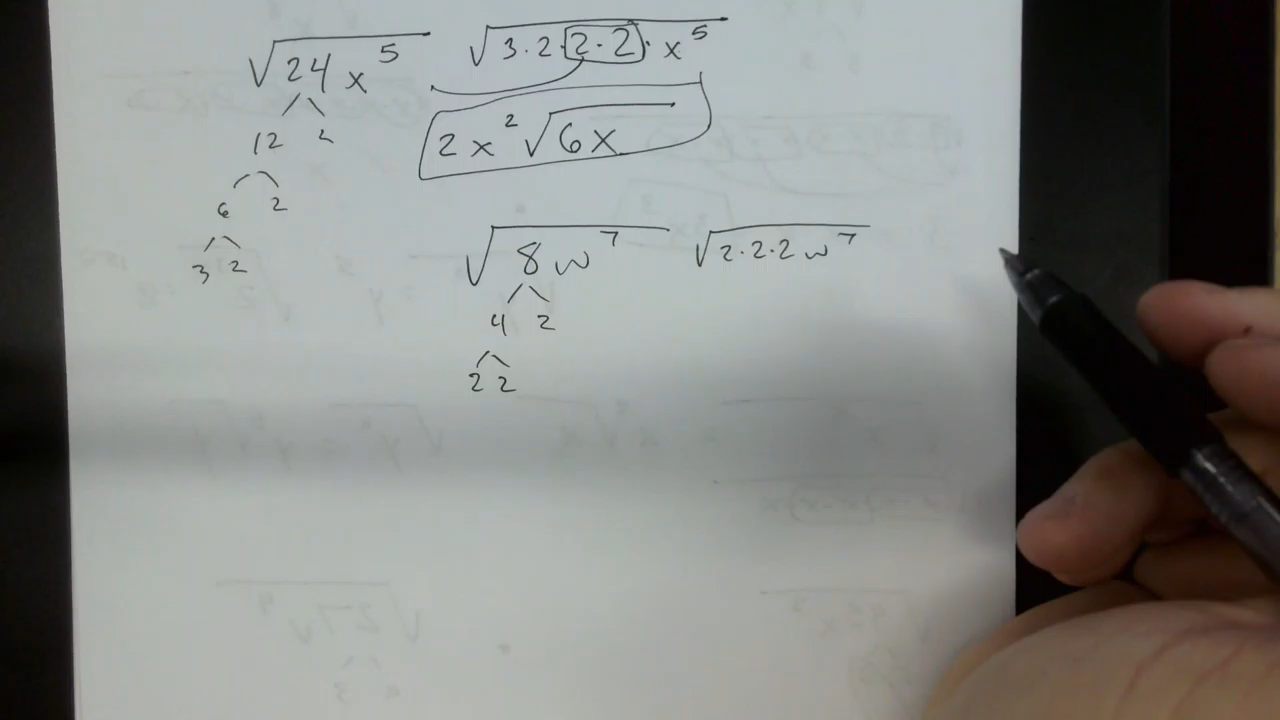 √24x⁵ √3·2·2·2·x⁵
12 2
2x²√6x
6 2
3 2
√8w⁷ √2·2·2w⁷
4 2
2 2